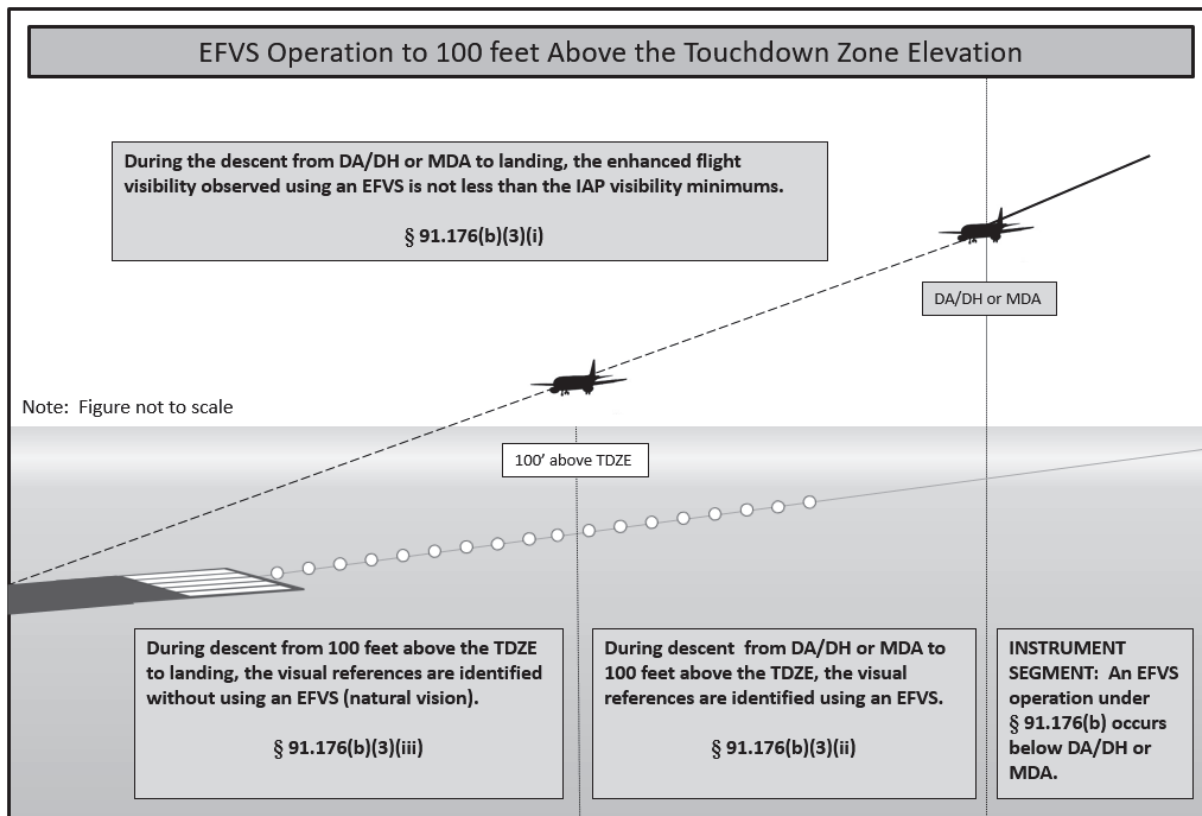 EFVS Operation to 100 feet Above the Touchdown Zone Elevation
During the descent from DA/DH or MDA to landing, the enhanced flight
visibility observed using an EFVS is not less than the IAP visibility minimums.
§ 91.176(b)(3)(i)
DA/DH or MDA
Note:  Figure not to scale
100' above TDZE
During descent from 100 feet above the TDZE
to landing, the visual references are identified
without using an EFVS (natural vision).
§ 91.176(b)(3)(iii)
During descent  from DA/DH or MDA to
100 feet above the TDZE, the visual
references are identified using an EFVS.
§ 91.176(b)(3)(ii)
INSTRUMENT
SEGMENT:  An EFVS
operation under
§ 91.176(b) occurs
below DA/DH or
MDA.